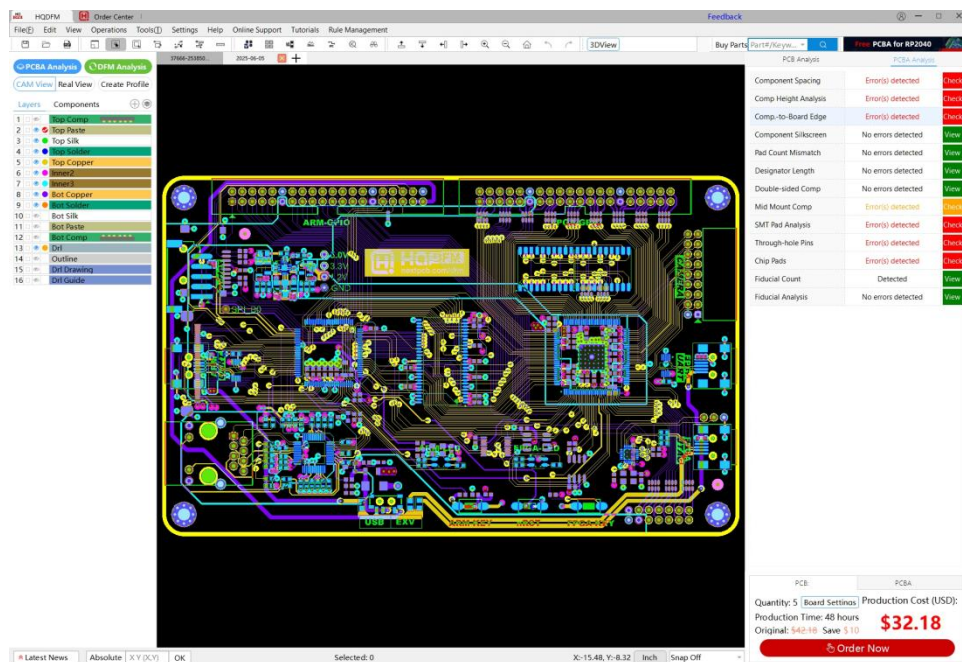 HQDFM Order Center Feedback
File(F) Edit View Operations Tools(T) Settings Help Online Support Tutorials Rule Management
3DView Buy Parts Part#/Keyw... Free PCBA for RP2040
PCBA Analysis DFM Analysis 37666-253850... 2025-06-05 PCB Analysis PCBA Analysis
CAM View Real View Create Profile
Layers Components
1 Top Comp
2 Top Paste
3 Top Silk
4 Top Solder
5 Top Copper
6 Inner2
7 Inner3
8 Bot Copper
9 Bot Solder
10 Bot Silk
11 Bot Paste
12 Bot Comp
13 Drl
14 Outline
15 Drl Drawing
16 Drl Guide
ARM-GPIO
HQDFM
3.3V
GND
USB EXV
ARM-KEY
Component Spacing Error(s) detected Check
Comp Height Analysis Error(s) detected Check
Comp.-to-Board Edge Error(s) detected Check
Component Silkscreen No errors detected View
Pad Count Mismatch No errors detected View
Designator Length No errors detected View
Double-sided Comp No errors detected View
Mid Mount Comp Error(s) detected Check
SMT Pad Analysis Error(s) detected Check
Through-hole Pins Error(s) detected Check
Chip Pads Error(s) detected Check
Fiducial Count Detected View
Fiducial Analysis No errors detected View
PCB: PCBA
Quantity: 5 Board Settings Production Cost (USD):
Production Time: 48 hours
Original: $42.18 Save $10 $32.18
Order Now
Latest News Absolute X Y (X,Y) OK Selected: 0 X:-15.48, Y:-8.32 Inch Snap Off